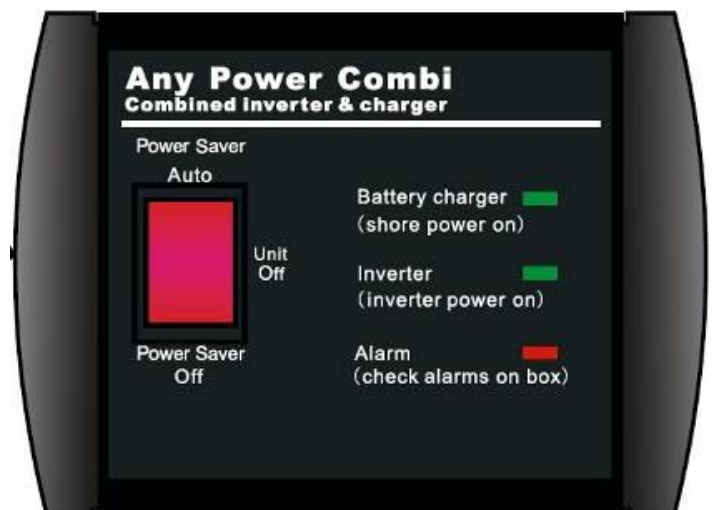 Any Power Combi
Combined inverter & charger
Power Saver
Auto
Unit
Off
Power Saver
Off
Battery charger
(shore power on)
Inverter
(inverter power on)
Alarm
(check alarms on box)